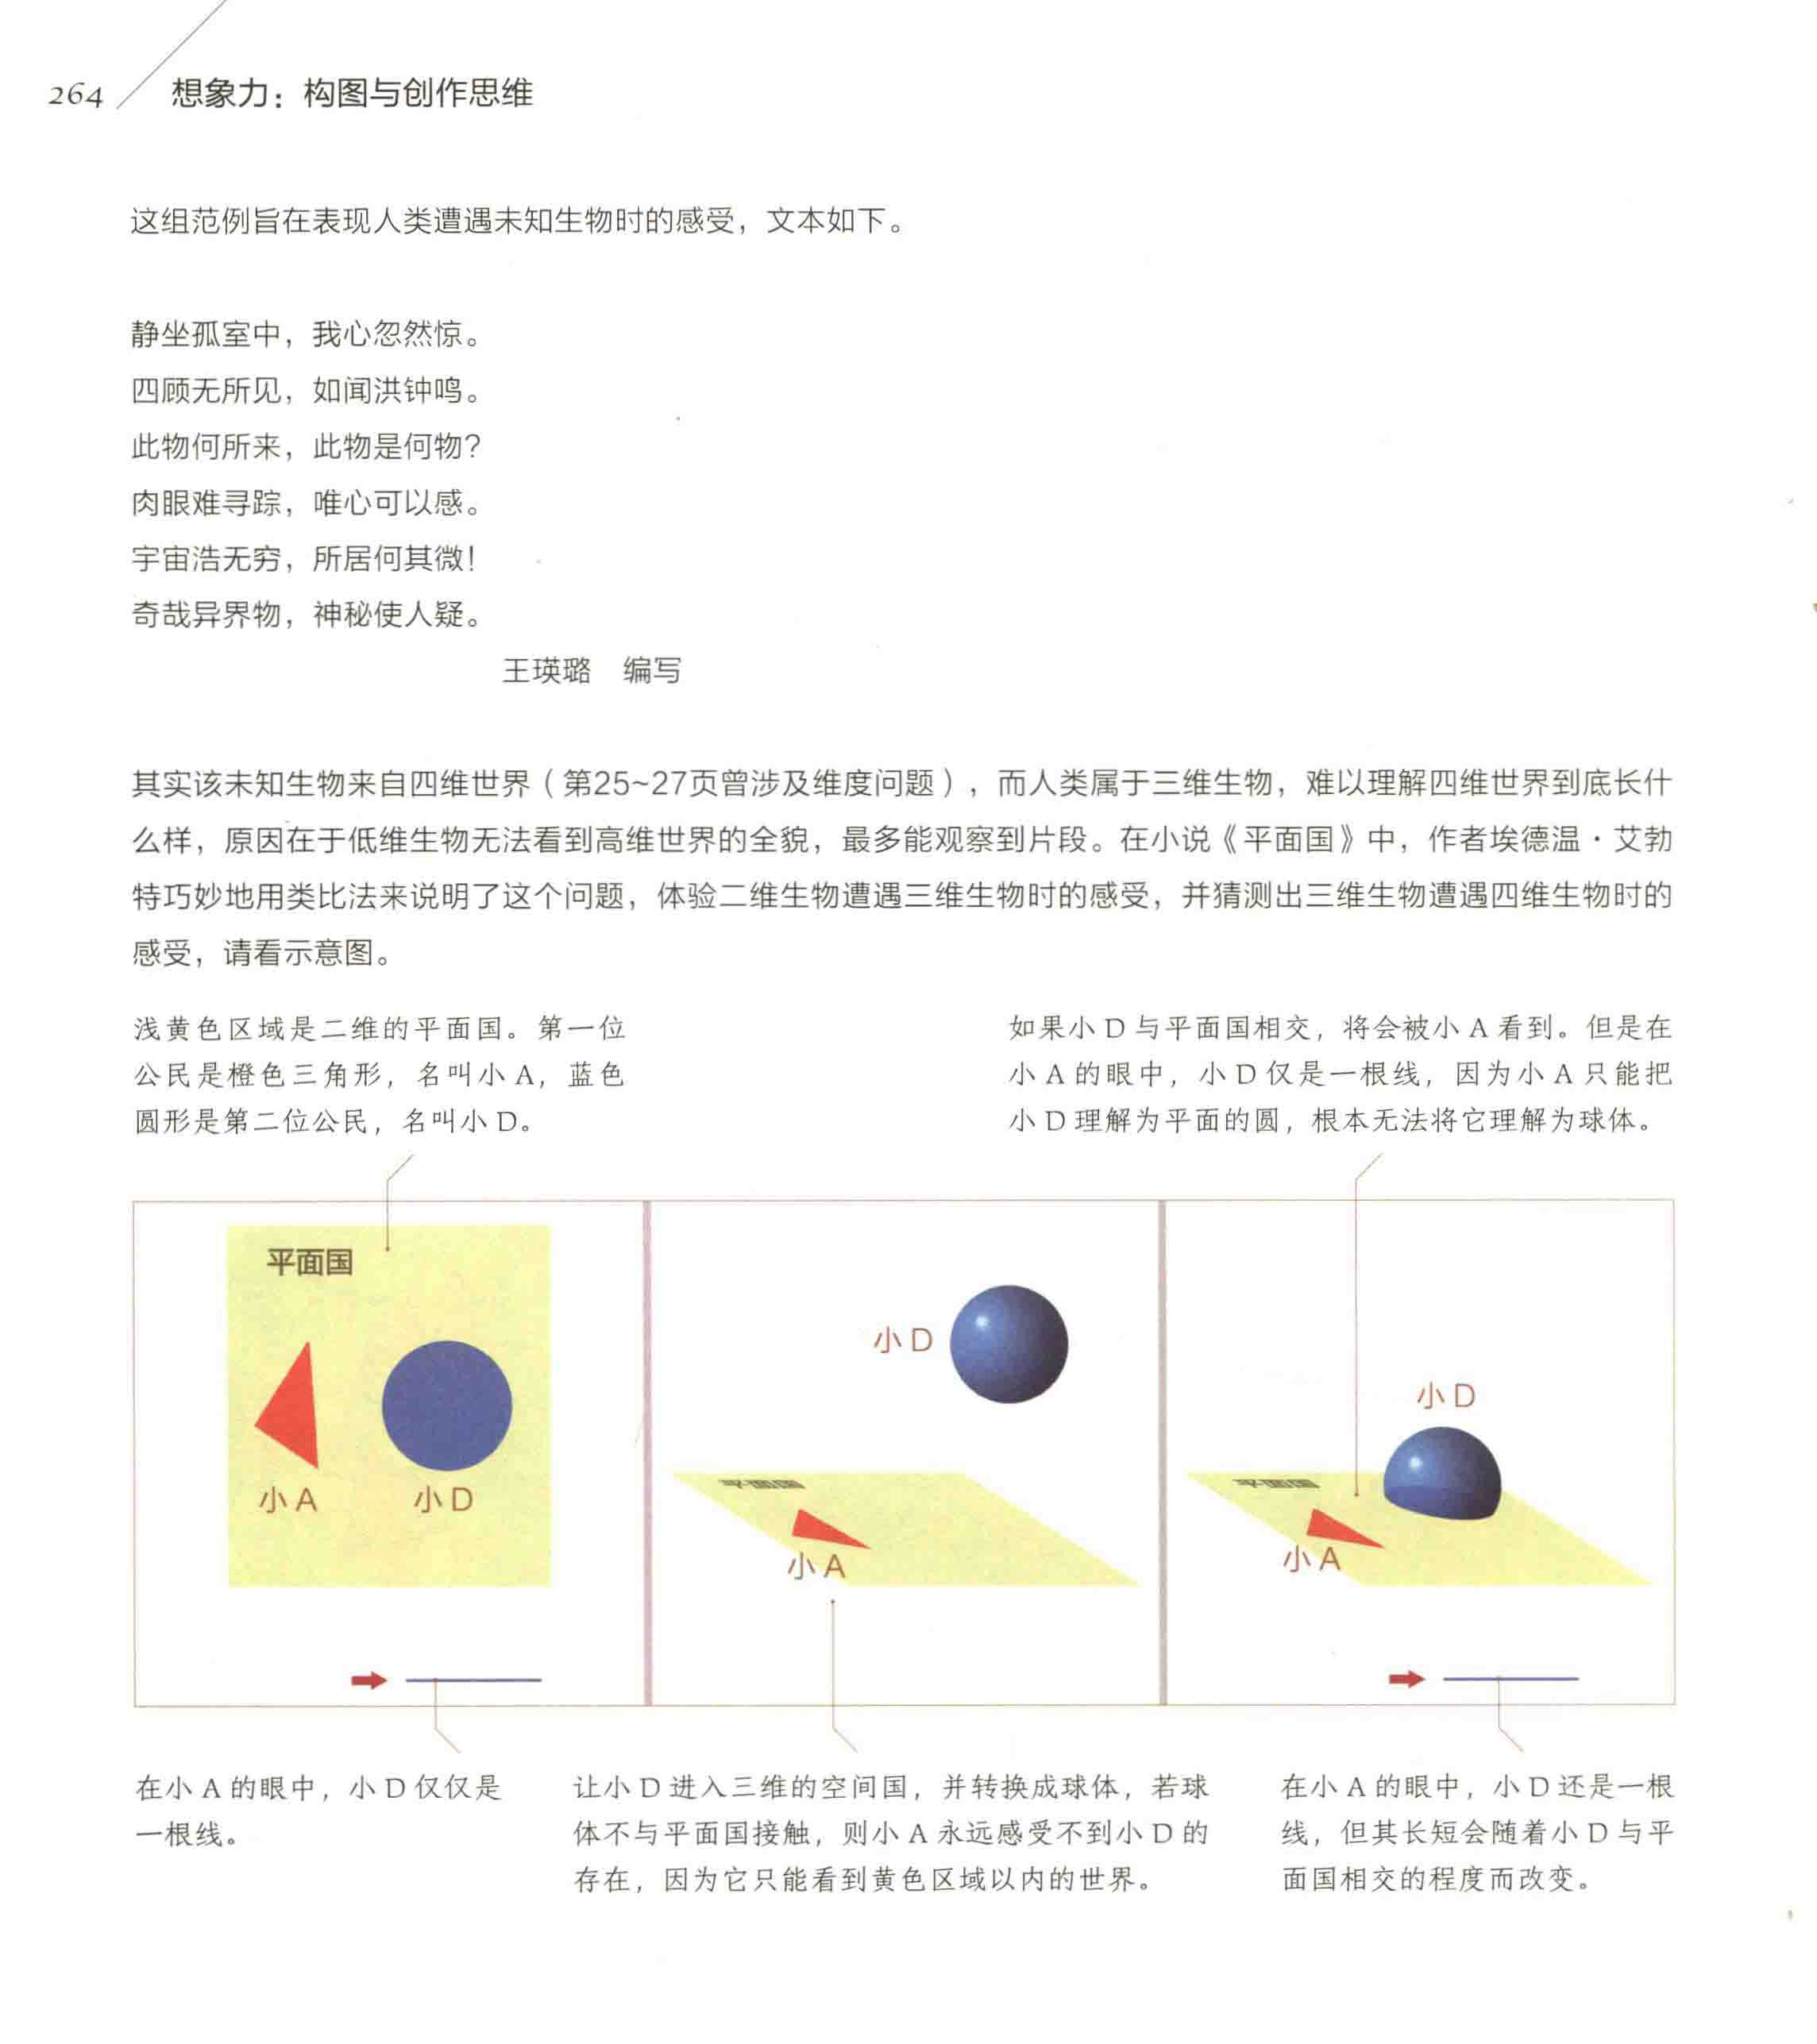 264
想象力：构图与创作思维
这组范例旨在表现人类遭遇未知生物时的感受，文本如下。
静坐孤室中，我心忽然惊。
四顾无所见，如闻洪钟鸣。
此物何所来，此物是何物？
肉眼难寻踪，唯心可以感。
宇宙浩无穷，所居何其微！
奇哉异界物，神秘使人疑。
王瑛璐　编写
其实该未知生物来自四维世界（第25~27页曾涉及维度问题），而人类属于三维生物，难以理解四维世界到底长什
么样，原因在于低维生物无法看到高维世界的全貌，最多能观察到片段。在小说《平面国》中，作者埃德温·艾勃
特巧妙地用类比法来说明了这个问题，体验二维生物遭遇三维生物时的感受，并猜测出三维生物遭遇四维生物时的
感受，请看示意图。
浅黄色区域是二维的平面国。第一位
公民是橙色三角形，名叫小 A，蓝色
圆形是第二位公民，名叫小 D。
如果小 D 与平面国相交，将会被小 A 看到。但是在
小 A 的眼中，小 D 仅是一根线，因为小 A 只能把
小 D 理解为平面的圆，根本无法将它理解为球体。
平面国
小 A
小 D
小 D
平面国
小 A
小 D
平面国
小 A
在小 A 的眼中，小 D 仅仅是
一根线。
让小 D 进入三维的空间国，并转换成球体，若球
体不与平面国接触，则小 A 永远感受不到小 D 的
存在，因为它只能看到黄色区域以内的世界。
在小 A 的眼中，小 D 还是一根
线，但其长短会随着小 D 与平
面国相交的程度而改变。